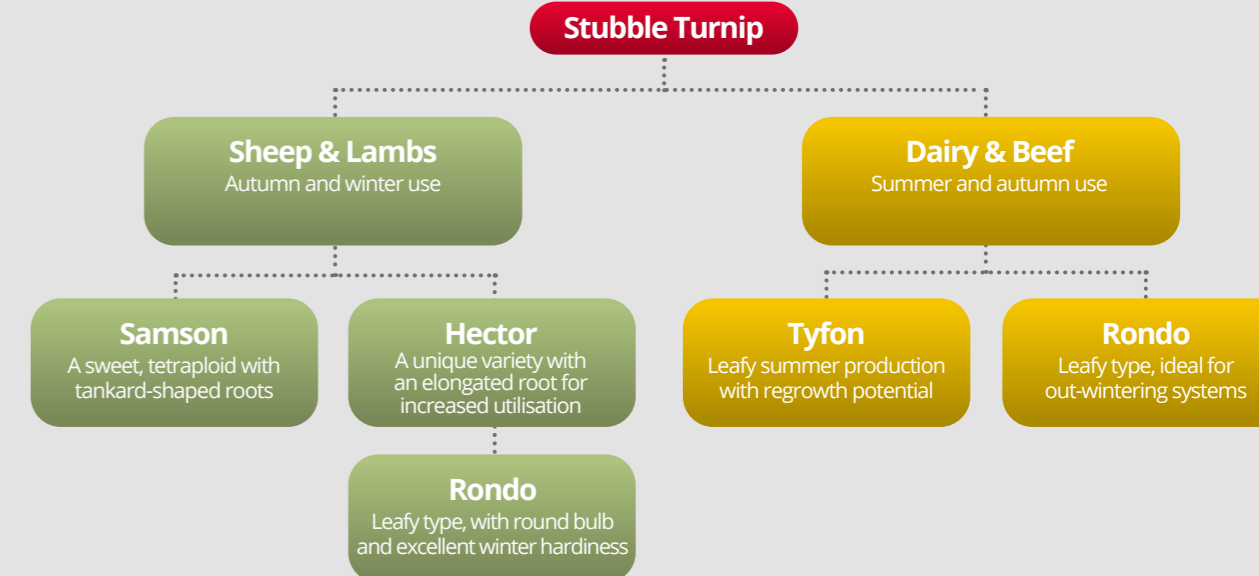 Stubble Turnip
Sheep & Lambs
Autumn and winter use
Dairy & Beef
Summer and autumn use
Samson
A sweet, tetraploid with
tankard-shaped roots
Hector
A unique variety with
an elongated root for
increased utilisation
Tyfon
Leafy summer production
with regrowth potential
Rondo
Leafy type, ideal for
out-wintering systems
Rondo
Leafy type, with round bulb
and excellent winter hardiness